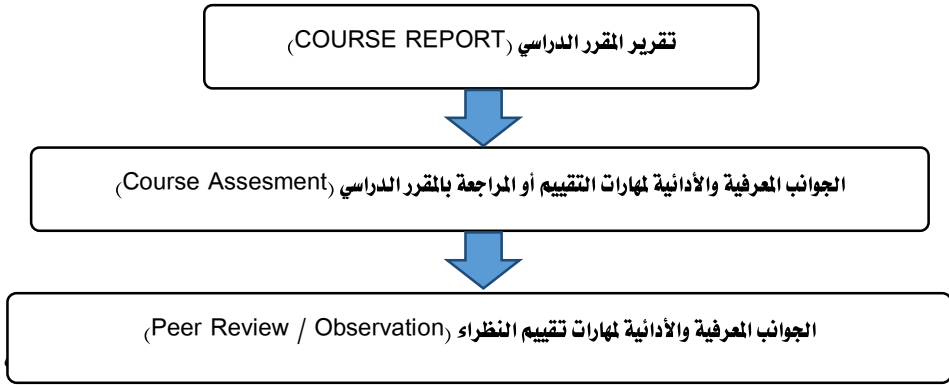 تقرير المقرر الدراسي (COURSE REPORT)
الجوانب المعرفية والأدائية لمهارات التقييم أو المراجعة بالمقرر الدراسي (Course Assesment)
الجوانب المعرفية والأدائية لمهارات تقييم النظراء (Peer Review / Observation)